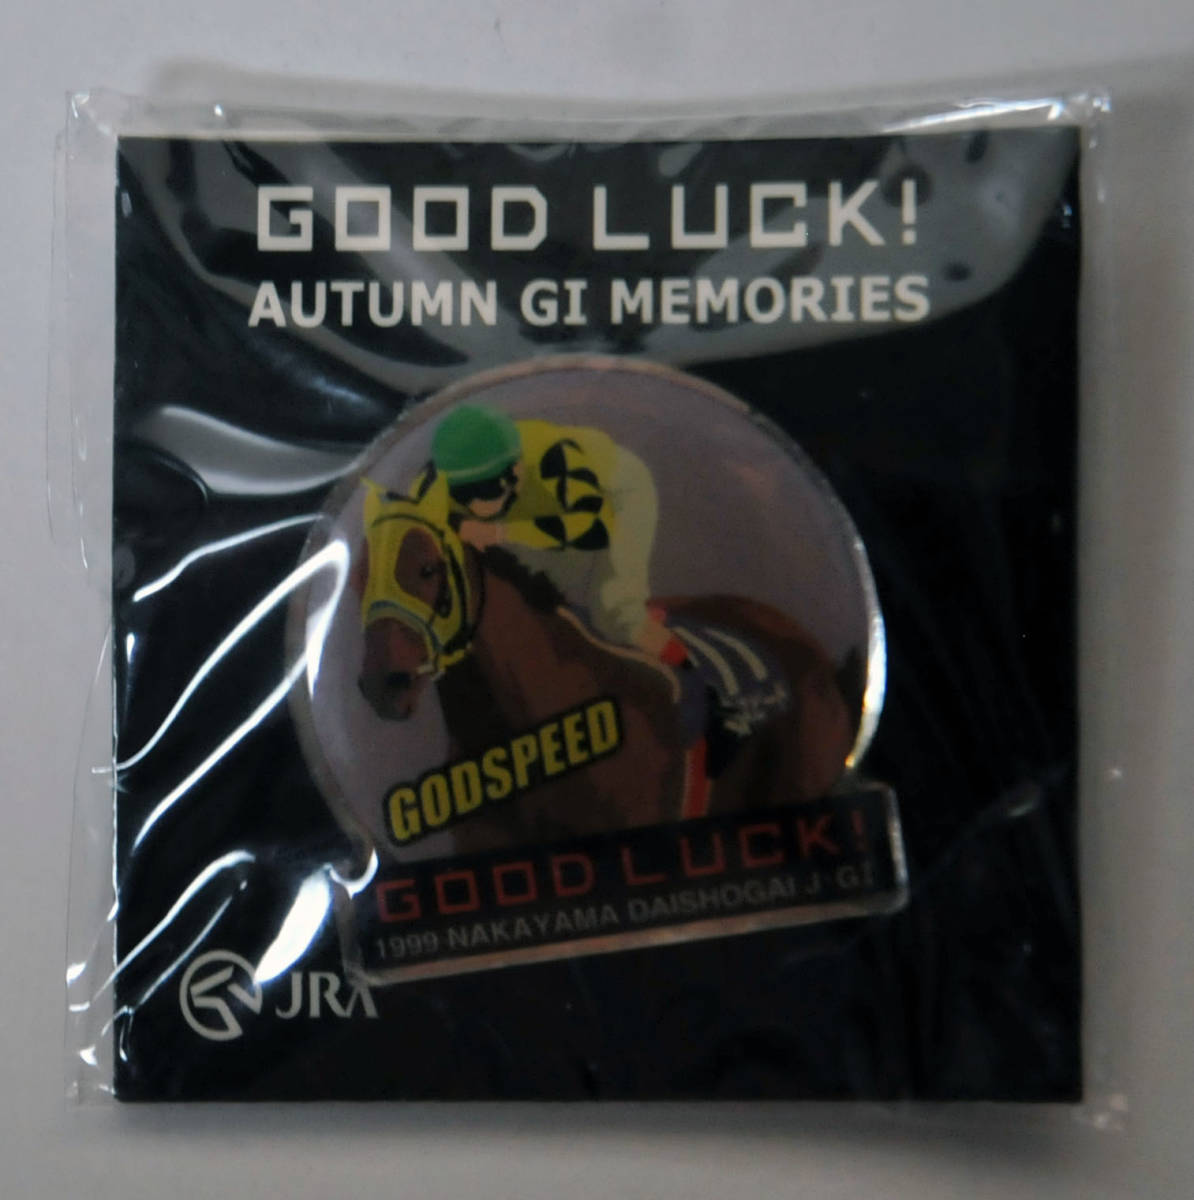 GOOD LUCK!
AUTUMN GI MEMORIES
GODSPEED
GOOD LUCK!
1999 NAKAYAMA DAISHOGAI J·GI
JRA